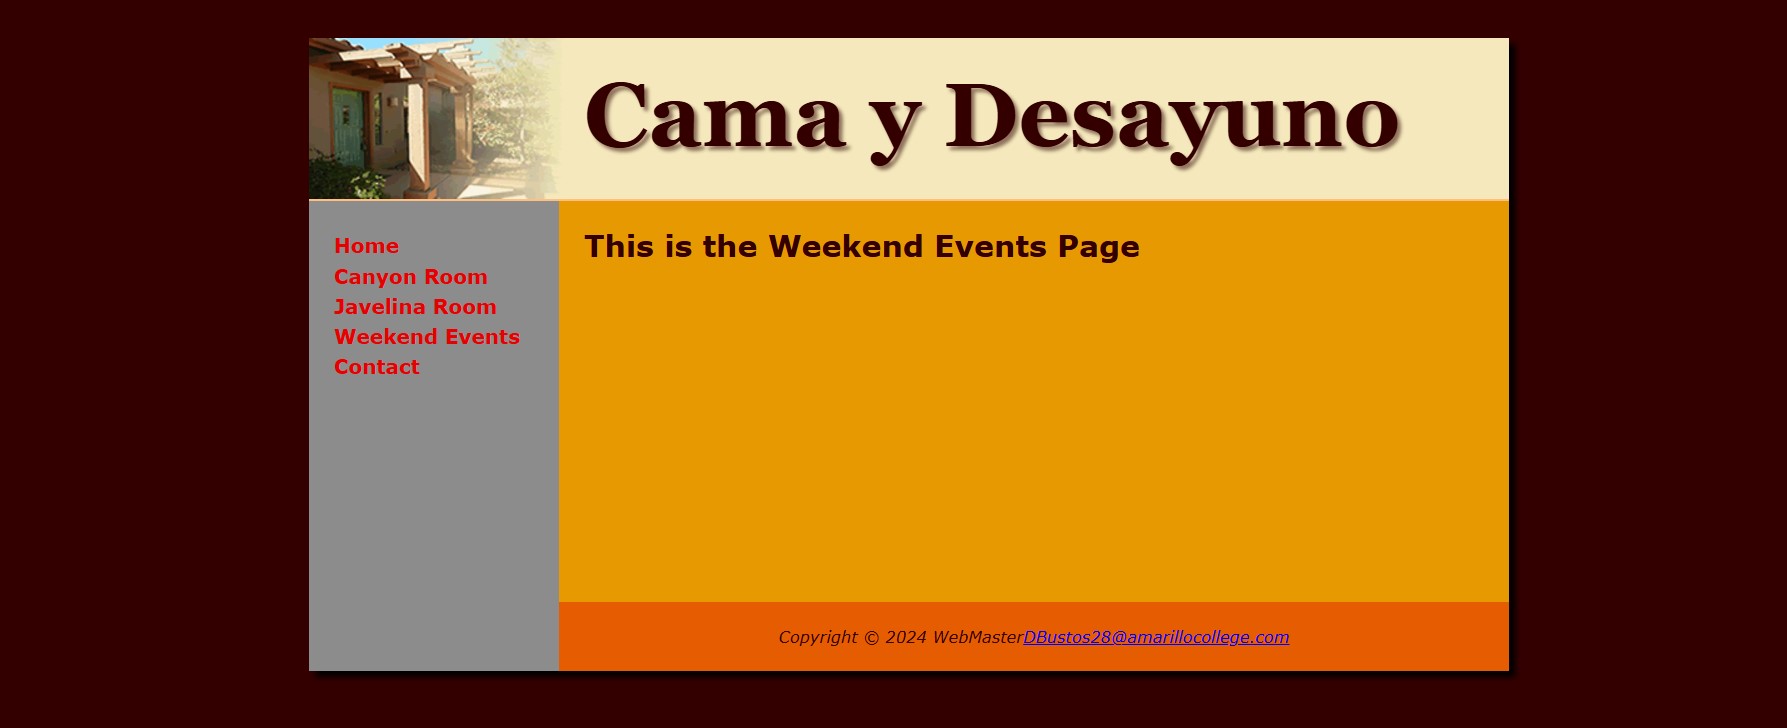 Cama y Desayuno
Home
Canyon Room
Javelina Room
Weekend Events
Contact
This is the Weekend Events Page
Copyright © 2024 WebMasterDBustos28@amarillocollege.com